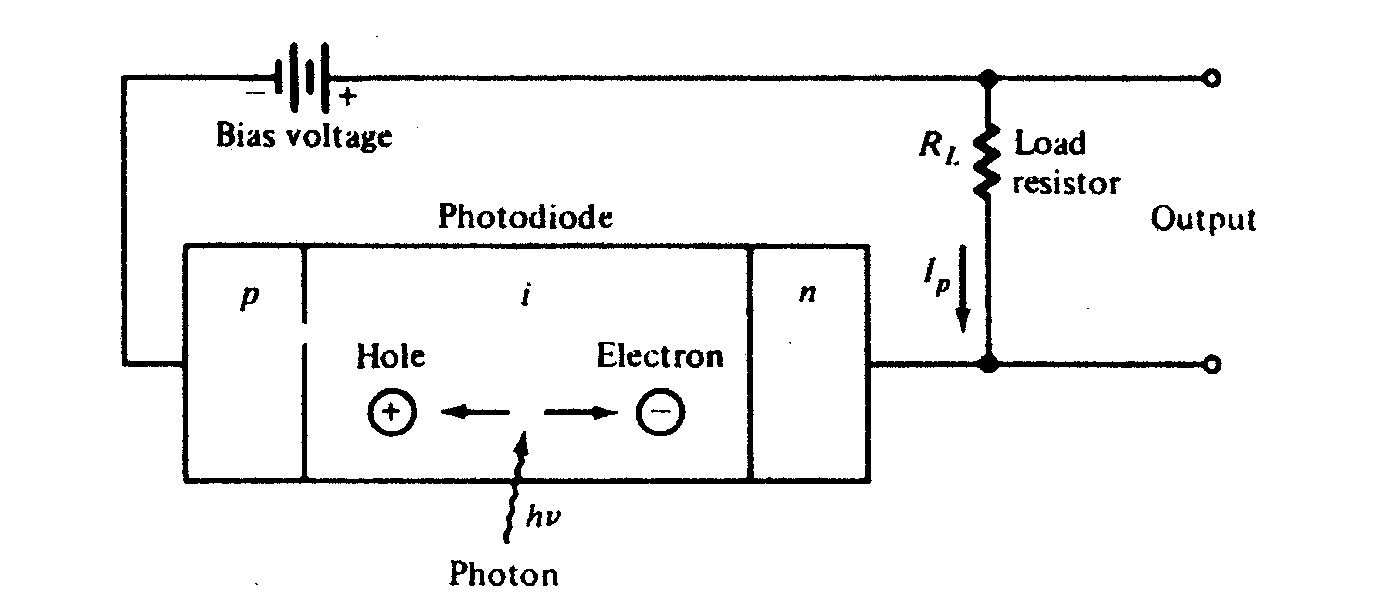 − +
Bias voltage
R_L Load
resistor
Photodiode
Output
I_p
p i n
Hole Electron
+ −
hν
Photon